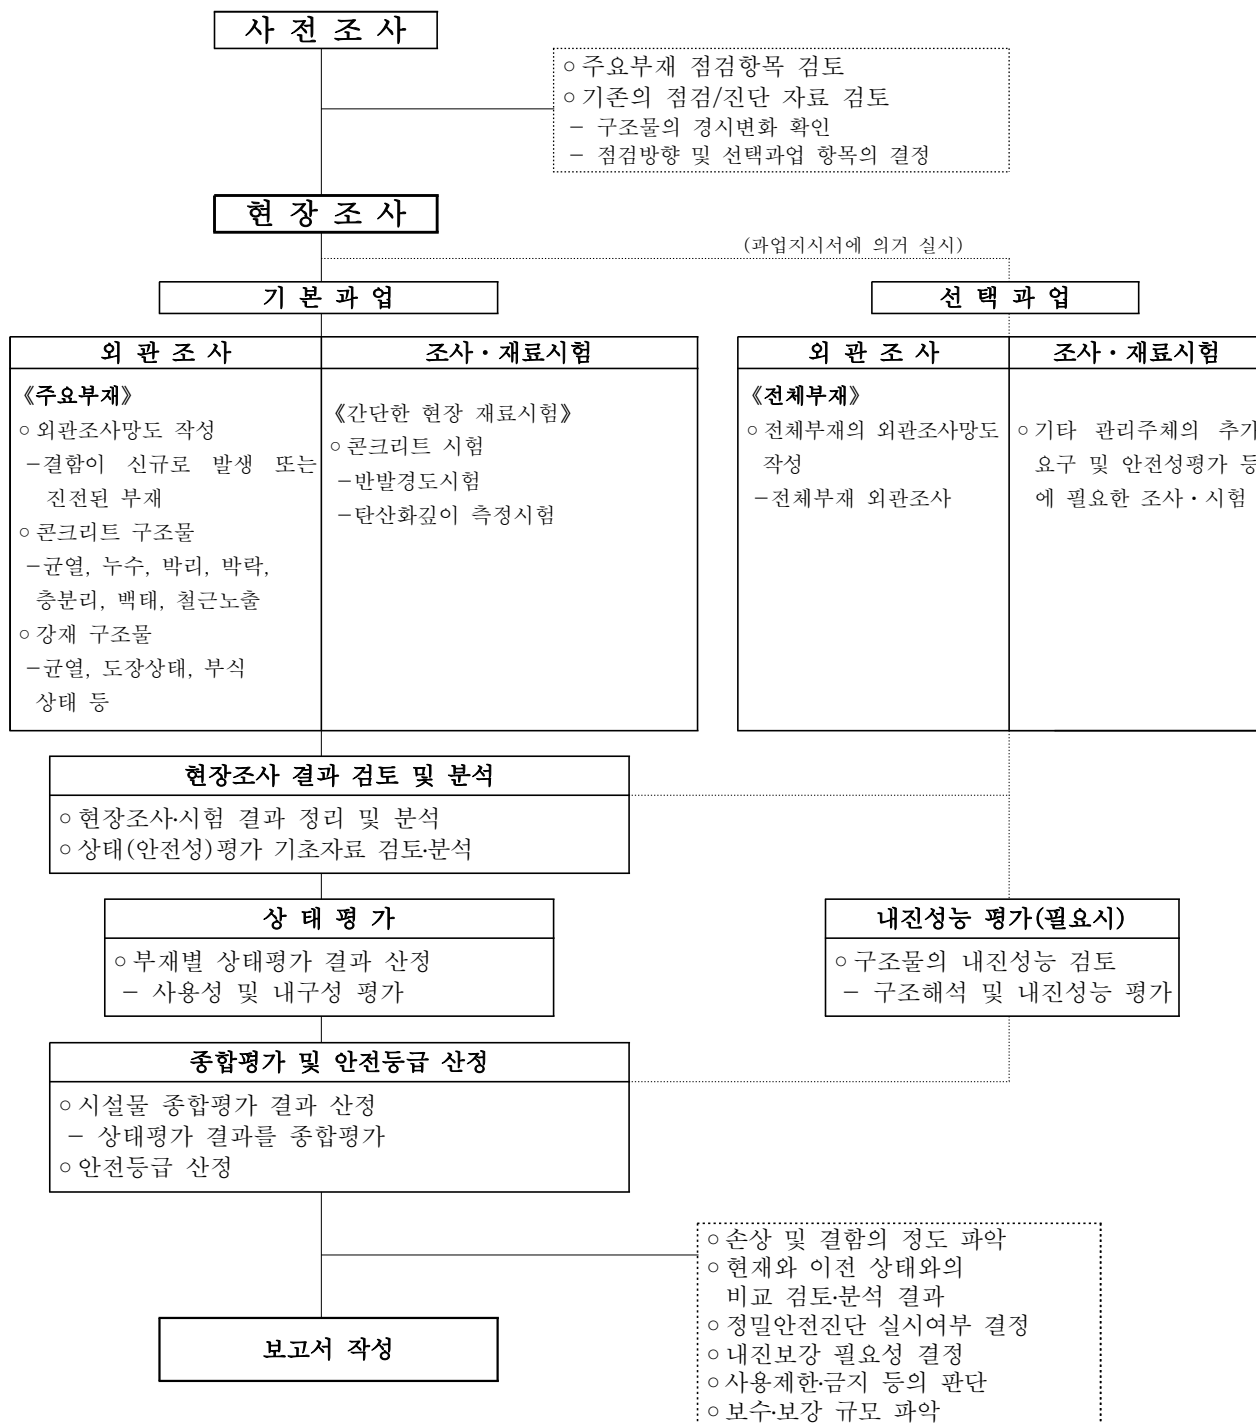 사 전 조 사
○ 주요부재 점검항목 검토
○ 기존의 점검/진단 자료 검토
- 구조물의 경시변화 확인
- 점검방향 및 선택과업 항목의 결정
현 장 조 사
(과업지시서에 의거 실시)
기 본 과 업
선 택 과 업
외 관 조 사
조사・재료시험
《주요부재》
○ 외관조사망도 작성
-결함이 신규로 발생 또는
진전된 부재
○ 콘크리트 구조물
-균열, 누수, 박리, 박락,
층분리, 백태, 철근노출
○ 강재 구조물
-균열, 도장상태, 부식
상태 등
《간단한 현장 재료시험》
○ 콘크리트 시험
-반발경도시험
-탄산화깊이 측정시험
외 관 조 사
조사・재료시험
《전체부재》
○ 전체부재의 외관조사망도
작성
-전체부재 외관조사
○ 기타 관리주체의 추가
요구 및 안전성평가 등
에 필요한 조사・시험
현장조사 결과 검토 및 분석
○ 현장조사·시험 결과 정리 및 분석
○ 상태(안전성)평가 기초자료 검토·분석
상 태 평 가
○ 부재별 상태평가 결과 산정
- 사용성 및 내구성 평가
내진성능 평가(필요시)
○ 구조물의 내진성능 검토
- 구조해석 및 내진성능 평가
종합평가 및 안전등급 산정
○ 시설물 종합평가 결과 산정
- 상태평가 결과를 종합평가
○ 안전등급 산정
○ 손상 및 결함의 정도 파악
○ 현재와 이전 상태와의
비교 검토·분석 결과
○ 정밀안전진단 실시여부 결정
○ 내진보강 필요성 결정
○ 사용제한·금지 등의 판단
○ 보수·보강 규모 파악
보고서 작성